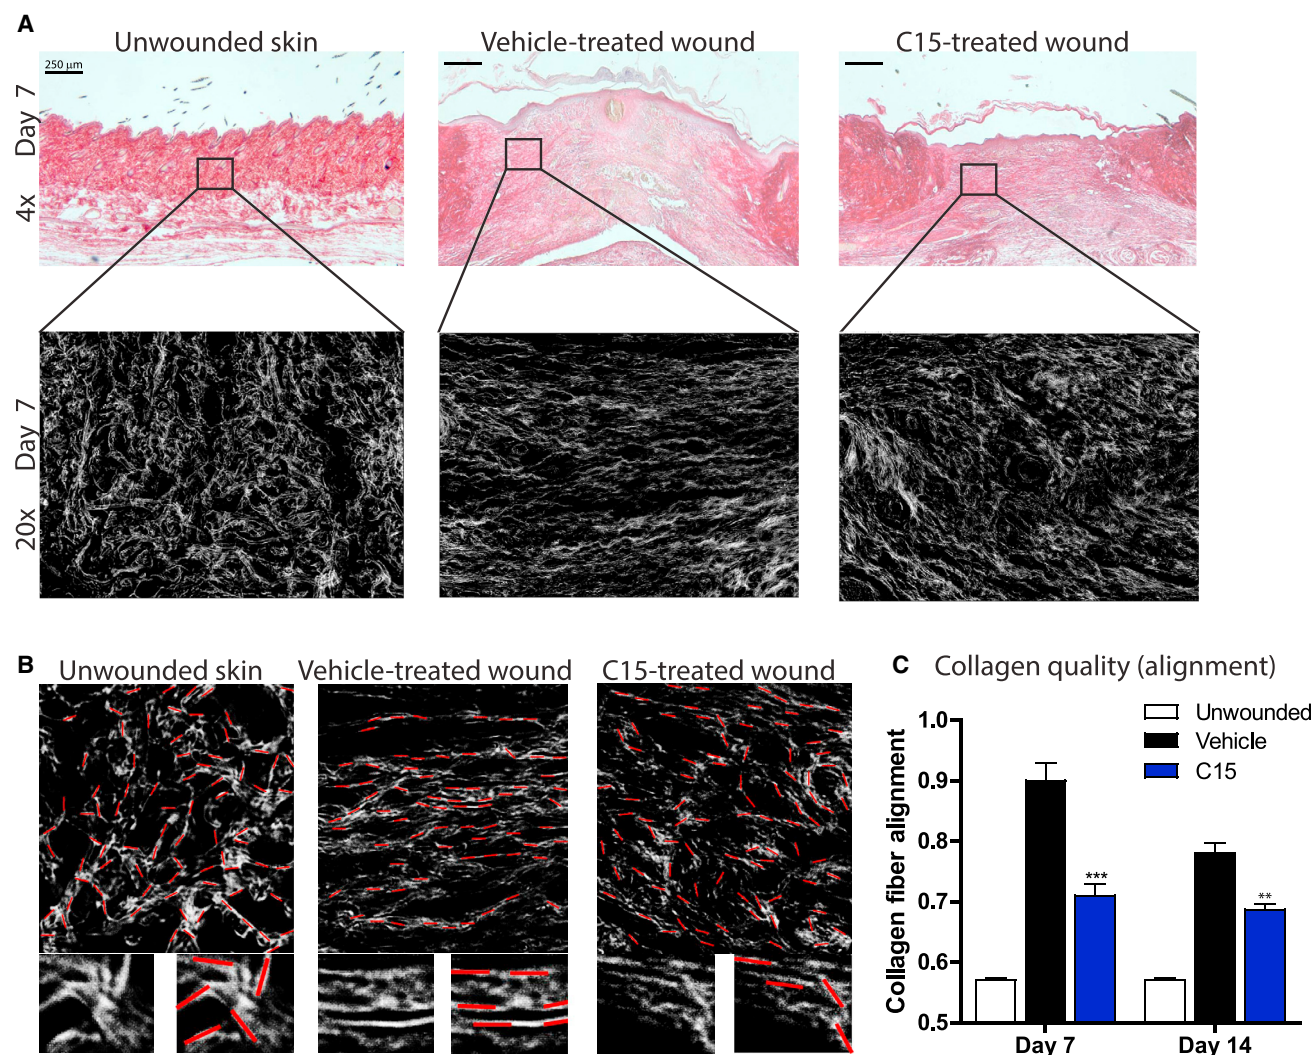 A
Unwounded skin
Vehicle-treated wound
C15-treated wound
250 µm
4x Day 7
20x Day 7
B
Unwounded skin
Vehicle-treated wound
C15-treated wound
C
Collagen quality (alignment)
Unwounded
Vehicle
C15
Collagen fiber alignment
1.0
0.9
0.8
0.7
0.6
0.5
***
**
Day 7
Day 14